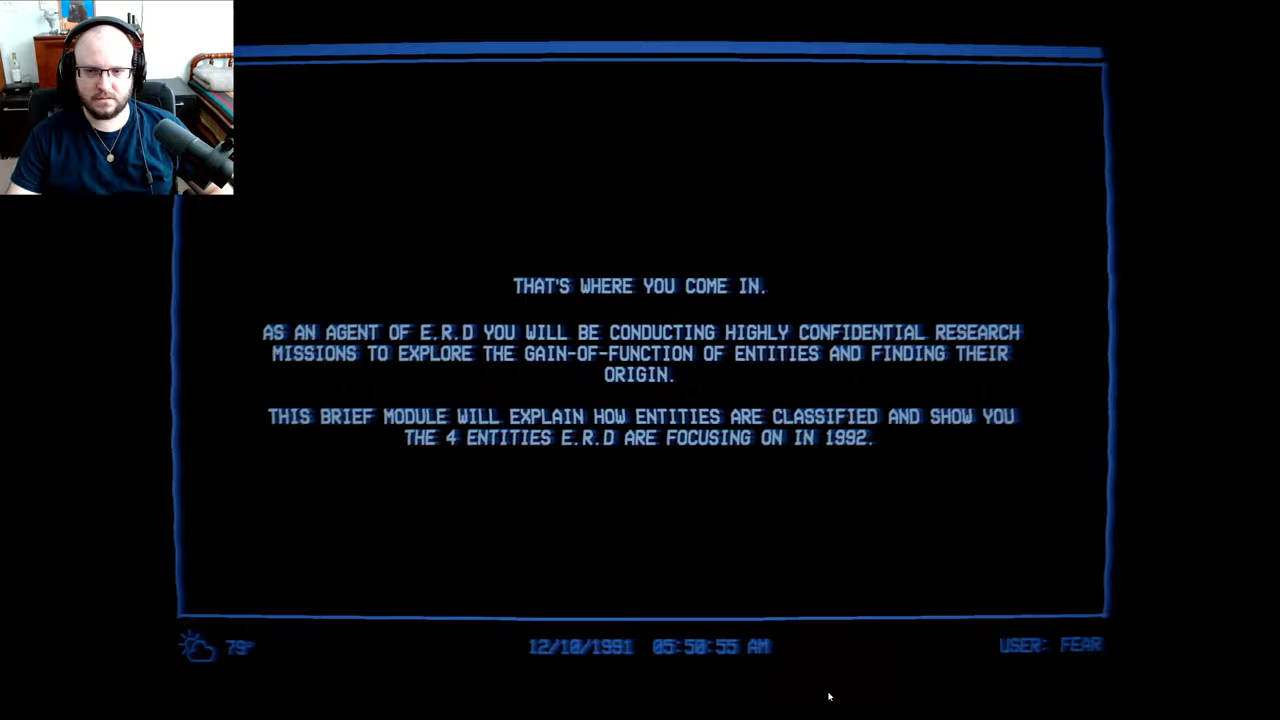 THAT'S WHERE YOU COME IN.
AS AN AGENT OF E.R.D YOU WILL BE CONDUCTING HIGHLY CONFIDENTIAL RESEARCH
MISSIONS TO EXPLORE THE GAIN-OF-FUNCTION OF ENTITIES AND FINDING THEIR
ORIGIN.
THIS BRIEF MODULE WILL EXPLAIN HOW ENTITIES ARE CLASSIFIED AND SHOW YOU
THE 4 ENTITIES E.R.D ARE FOCUSING ON IN 1992.
79° 12/10/1991 05:50:55 AM USER: FEAR